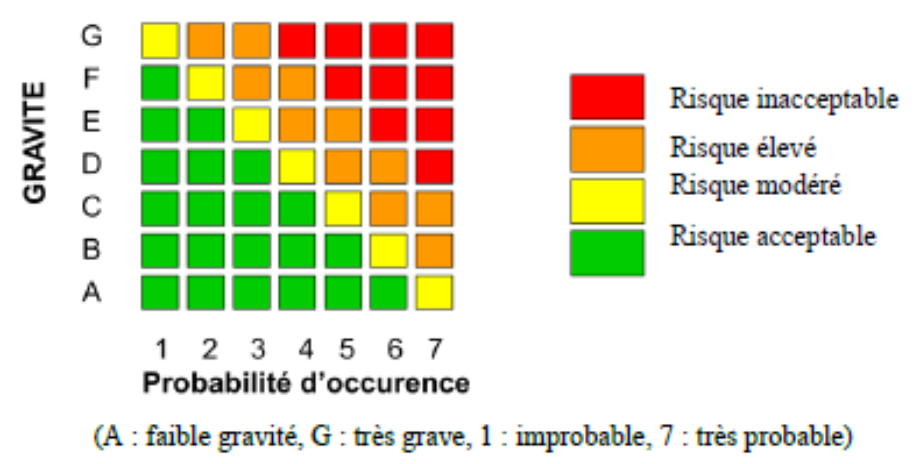 GRAVITE
G
F
E
D
C
B
A
1 2 3 4 5 6 7
Probabilité d'occurence
Risque inacceptable
Risque élevé
Risque modéré
Risque acceptable
(A : faible gravité, G : très grave, 1 : improbable, 7 : très probable)